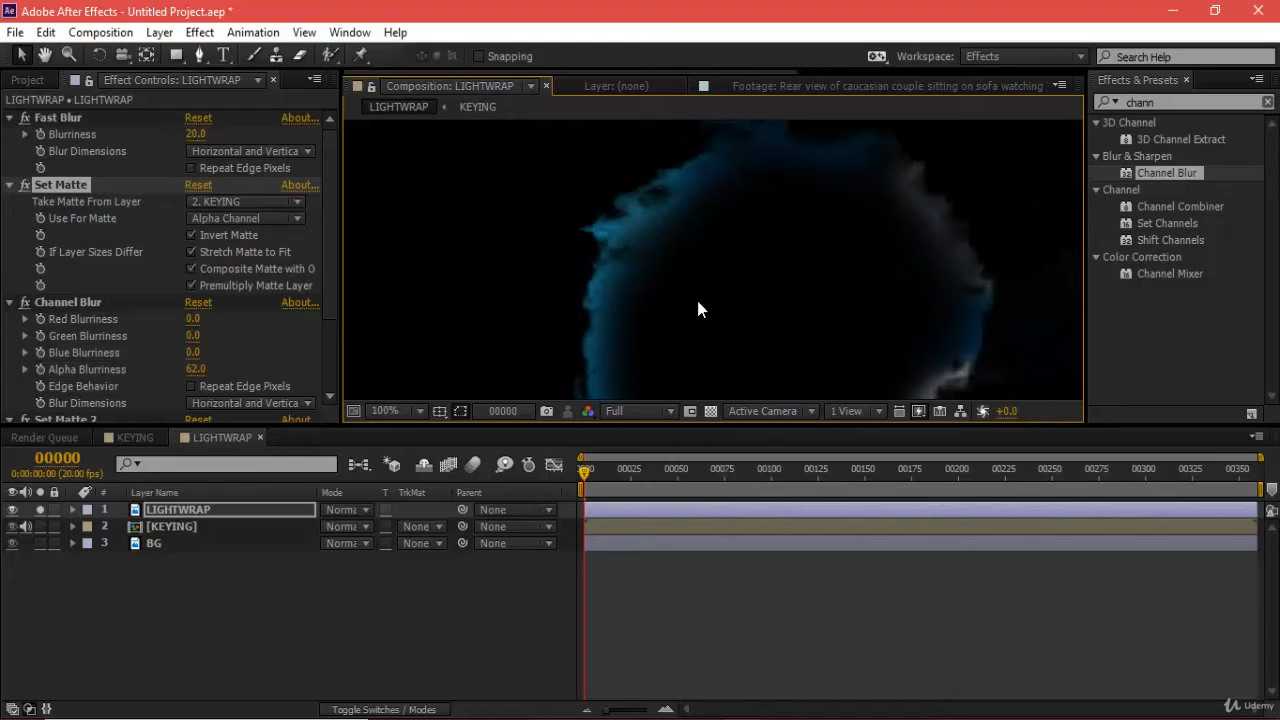 Ae Adobe After Effects - Untitled Project.aep *
File Edit Composition Layer Effect Animation View Window Help
T Snapping Workspace: Effects Search Help
Project Effect Controls: LIGHTWRAP Composition: LIGHTWRAP Layer: (none) Footage: Rear view of caucasian couple sitting on sofa watching Effects & Presets
LIGHTWRAP • LIGHTWRAP LIGHTWRAP KEYING chann
fx Fast Blur Reset About... 3D Channel
Blurriness 20.0 3D Channel Extract
Blur Dimensions Horizontal and Vertica Blur & Sharpen
Repeat Edge Pixels Channel Blur
fx Set Matte Reset About... Channel
Take Matte From Layer 2. KEYING Channel Combiner
Use For Matte Alpha Channel Set Channels
Invert Matte Shift Channels
If Layer Sizes Differ Stretch Matte to Fit Color Correction
Composite Matte with O Channel Mixer
Premultiply Matte Layer
fx Channel Blur Reset About...
Red Blurriness 0.0
Green Blurriness 0.0
Blue Blurriness 0.0
Alpha Blurriness 62.0
Edge Behavior Repeat Edge Pixels
Blur Dimensions Horizontal and Vertica
100% 00000 Full Active Camera 1 View +0.0
fx Set Matte 2 Reset About...
Render Queue KEYING LIGHTWRAP
00000
0:00:00:00 (20.00 fps)
00025 00050 00075 00100 00125 00150 00175 00200 00225 00250 00275 00300 00325 00350
# Layer Name Mode T TrkMat Parent
1 LIGHTWRAP Norma None
2 [KEYING] Norma None None
3 BG Norma None None
Toggle Switches / Modes
Udemy